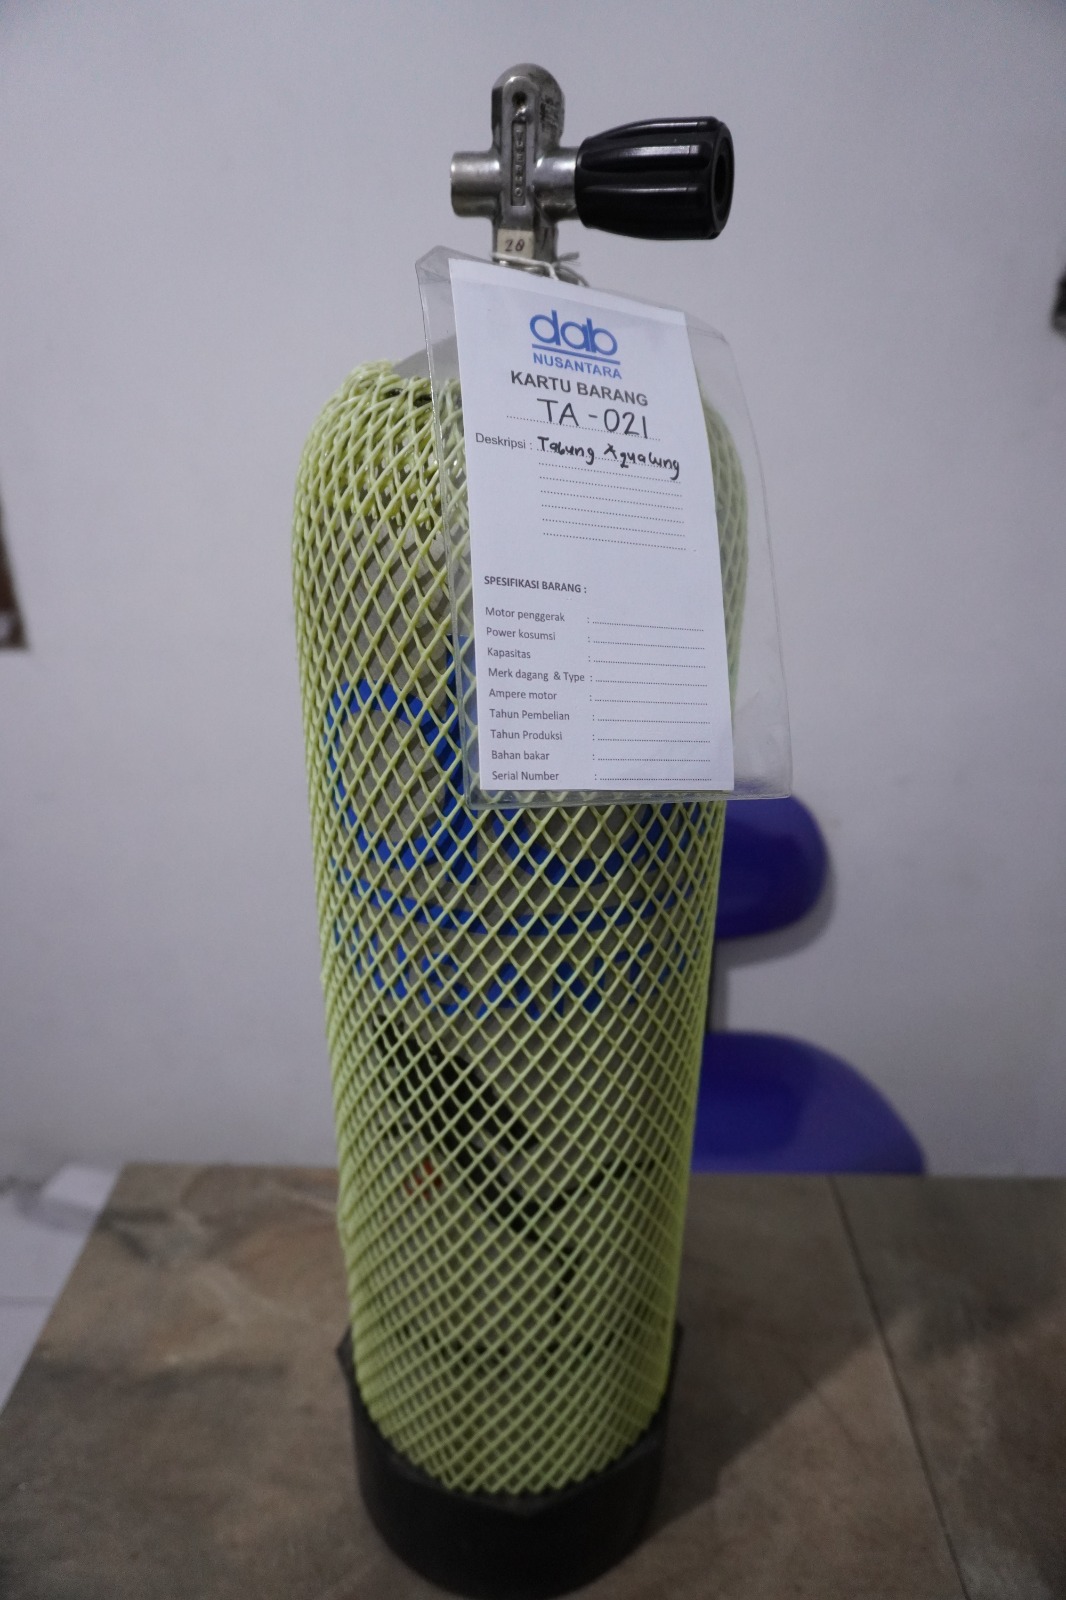 20
dab
NUSANTARA
KARTU BARANG
TA-021
Deskripsi : Tabung Aqualung
SPESIFIKASI BARANG :
Motor penggerak :
Power kosumsi :
Kapasitas :
Merk dagang & Type :
Ampere motor :
Tahun Pembelian :
Tahun Produksi :
Bahan bakar :
Serial Number :